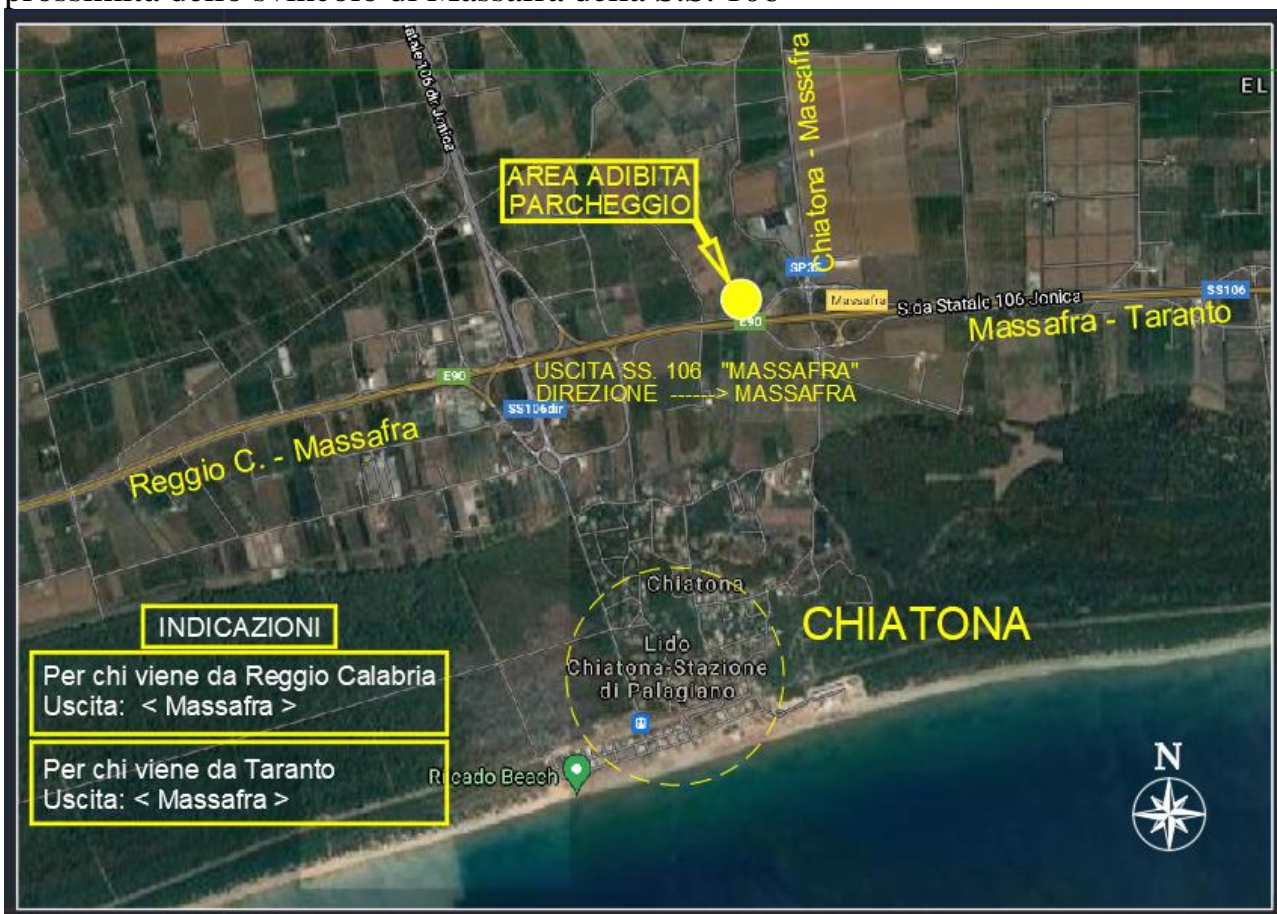 prossimità dello svincolo di Massafra della S.S. 106
Statale 106 dir Jonica
Chiatona - Massafra
EL
AREA ADIBITA
PARCHEGGIO
SP35
Massafra
Strada Statale 106 Jonica
SS106
E90
Massafra - Taranto
USCITA SS. 106 "MASSAFRA"
DIREZIONE ------> MASSAFRA
E90
SS106dir
Reggio C. - Massafra
Chiatona
CHIATONA
Lido
Chiatona-Stazione
di Palagiano
Ricado Beach
INDICAZIONI
Per chi viene da Reggio Calabria
Uscita: < Massafra >
Per chi viene da Taranto
Uscita: < Massafra >
N